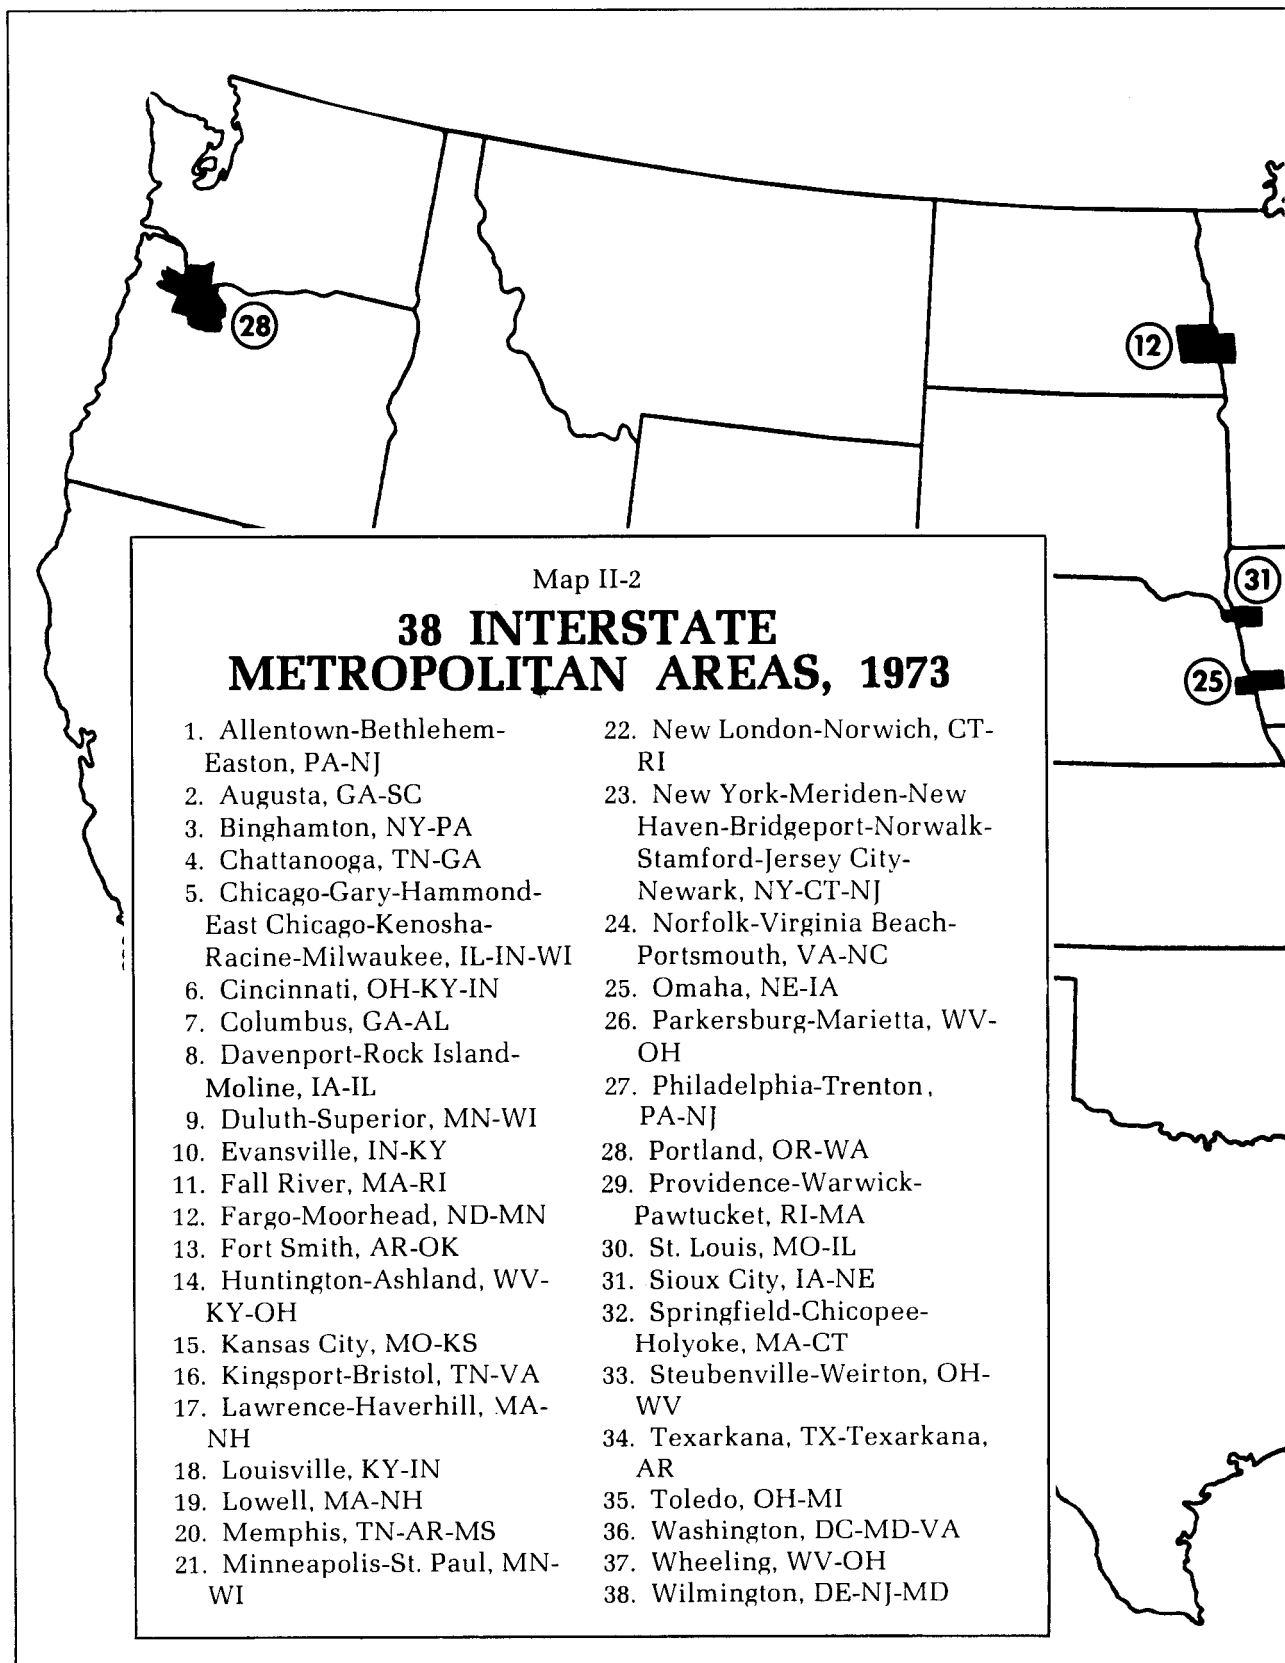 28
12
31
25
Map II-2
38 INTERSTATE
METROPOLITAN AREAS, 1973
1. Allentown-Bethlehem-
Easton, PA-NJ
2. Augusta, GA-SC
3. Binghamton, NY-PA
4. Chattanooga, TN-GA
5. Chicago-Gary-Hammond-
East Chicago-Kenosha-
Racine-Milwaukee, IL-IN-WI
6. Cincinnati, OH-KY-IN
7. Columbus, GA-AL
8. Davenport-Rock Island-
Moline, IA-IL
9. Duluth-Superior, MN-WI
10. Evansville, IN-KY
11. Fall River, MA-RI
12. Fargo-Moorhead, ND-MN
13. Fort Smith, AR-OK
14. Huntington-Ashland, WV-
KY-OH
15. Kansas City, MO-KS
16. Kingsport-Bristol, TN-VA
17. Lawrence-Haverhill, MA-
NH
18. Louisville, KY-IN
19. Lowell, MA-NH
20. Memphis, TN-AR-MS
21. Minneapolis-St. Paul, MN-
WI
22. New London-Norwich, CT-
RI
23. New York-Meriden-New
Haven-Bridgeport-Norwalk-
Stamford-Jersey City-
Newark, NY-CT-NJ
24. Norfolk-Virginia Beach-
Portsmouth, VA-NC
25. Omaha, NE-IA
26. Parkersburg-Marietta, WV-
OH
27. Philadelphia-Trenton,
PA-NJ
28. Portland, OR-WA
29. Providence-Warwick-
Pawtucket, RI-MA
30. St. Louis, MO-IL
31. Sioux City, IA-NE
32. Springfield-Chicopee-
Holyoke, MA-CT
33. Steubenville-Weirton, OH-
WV
34. Texarkana, TX-Texarkana,
AR
35. Toledo, OH-MI
36. Washington, DC-MD-VA
37. Wheeling, WV-OH
38. Wilmington, DE-NJ-MD